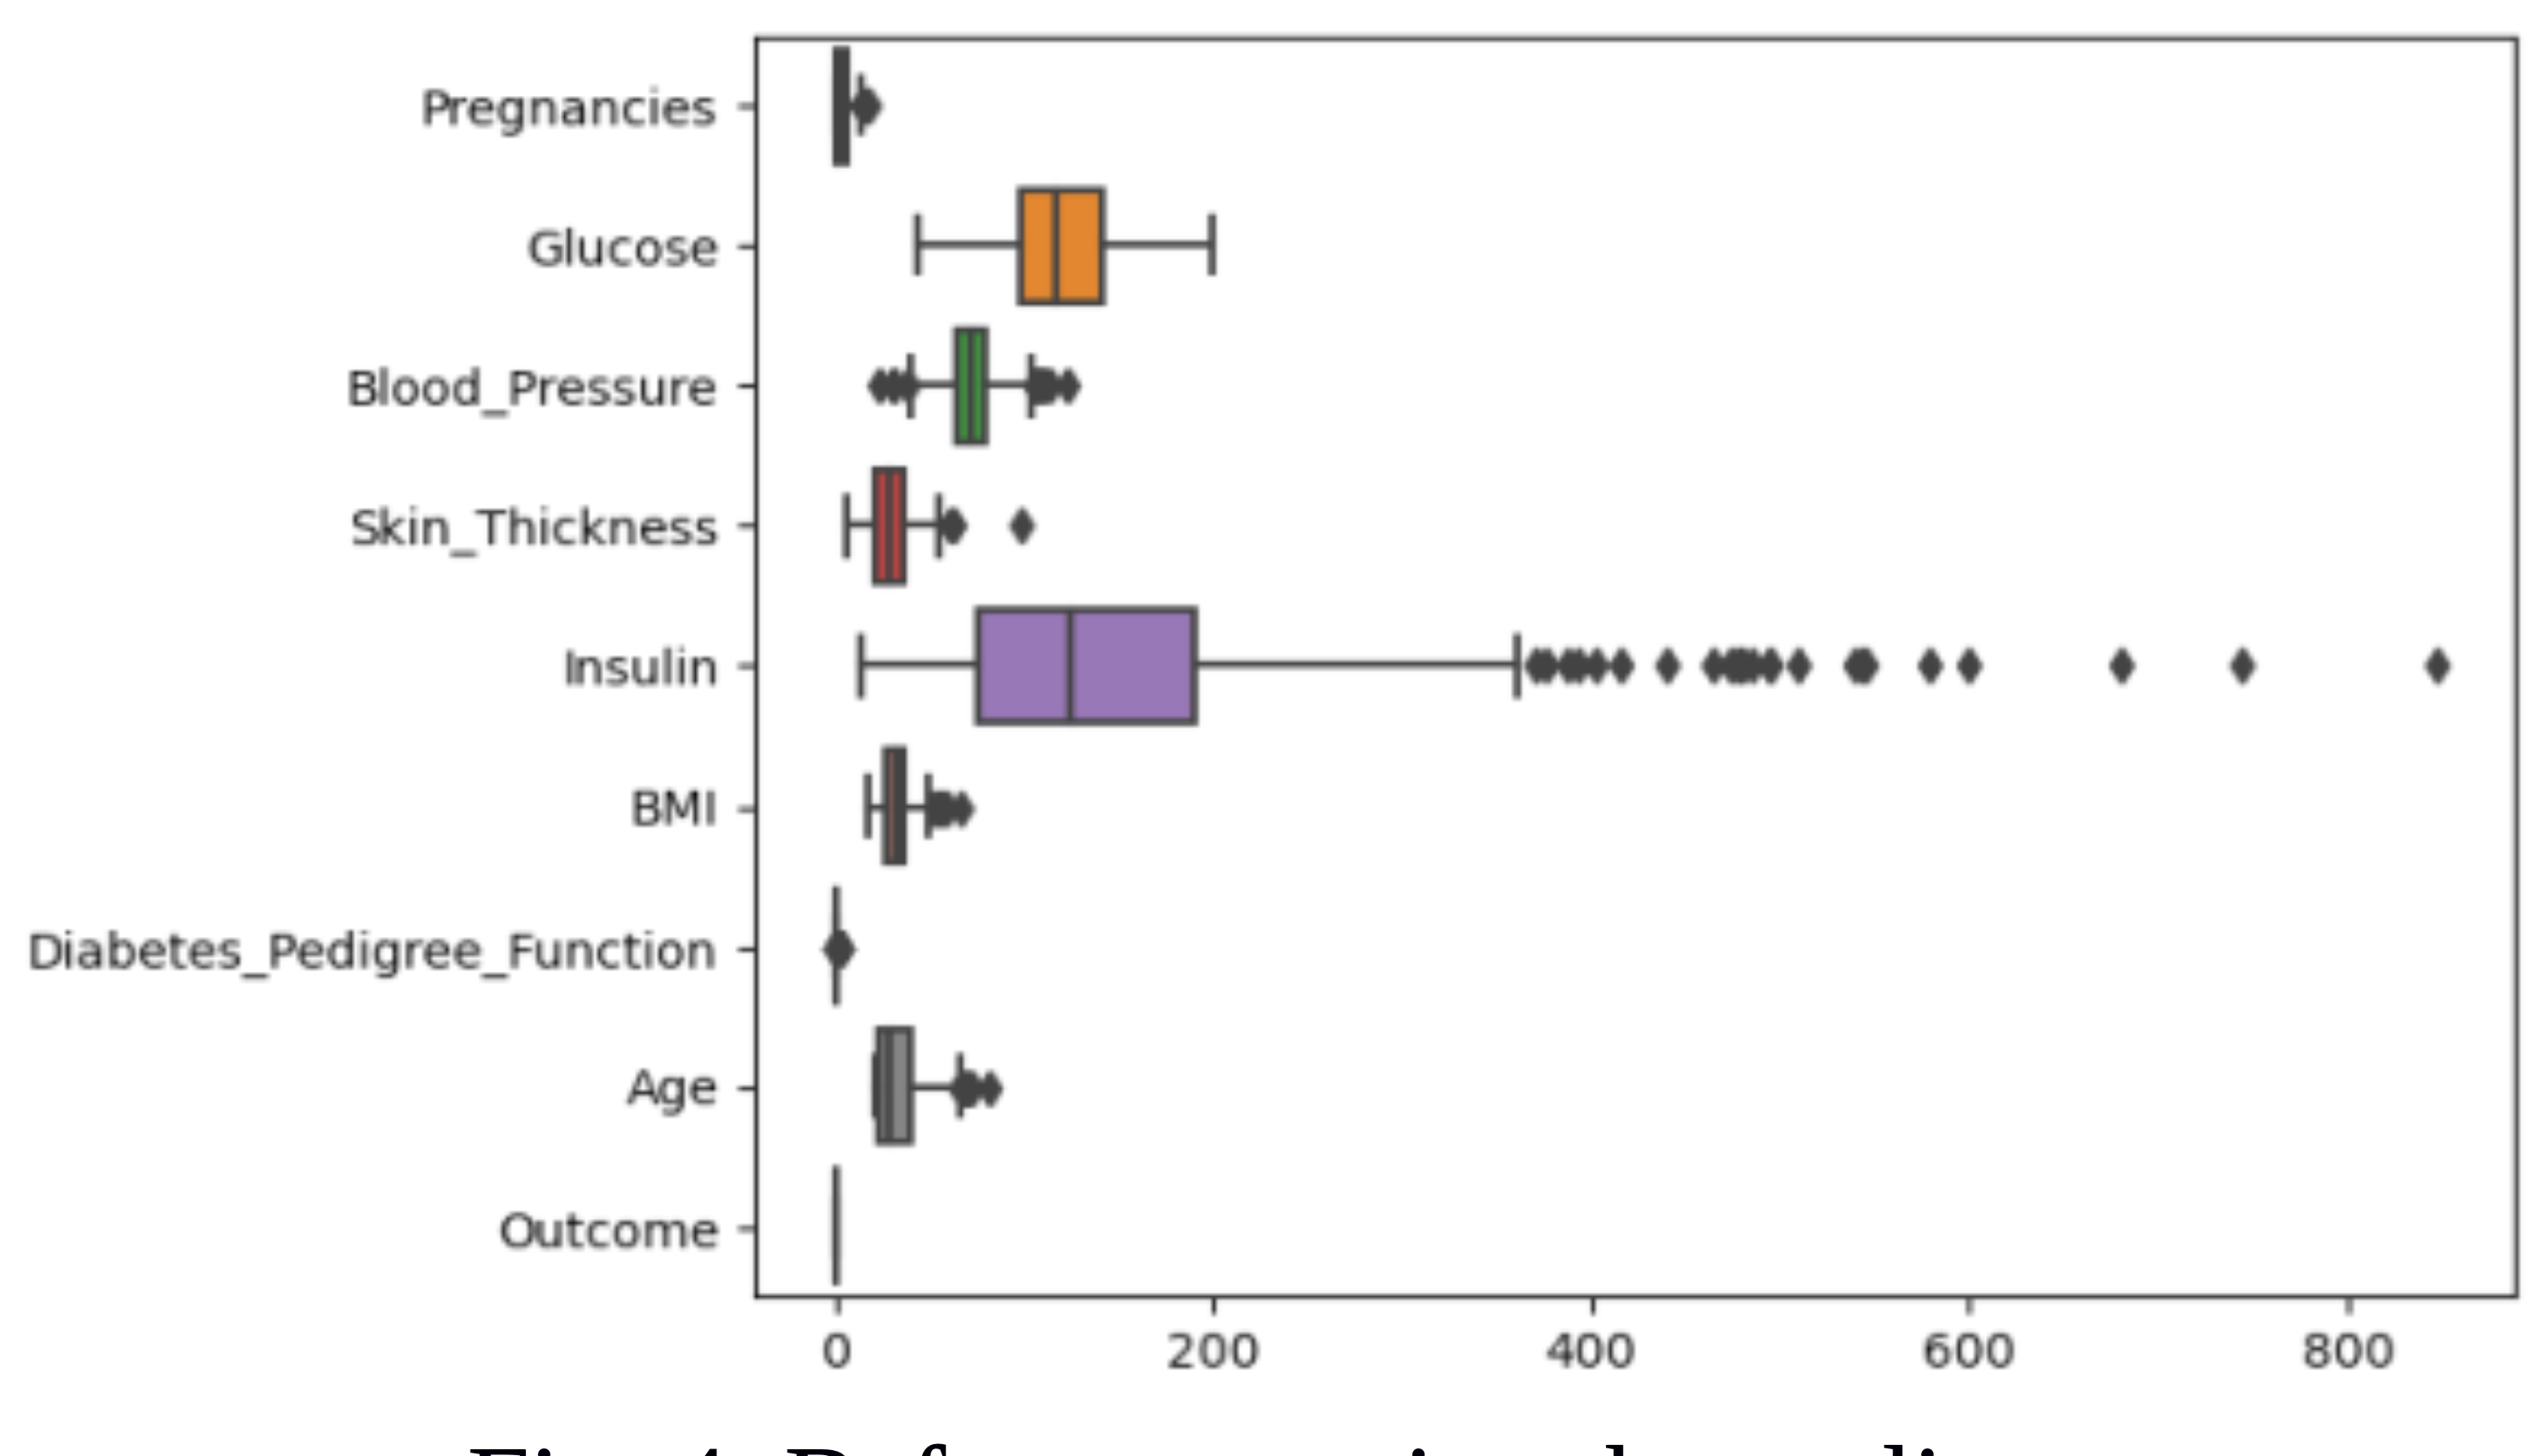 Pregnancies
Glucose
Blood_Pressure
Skin_Thickness
Insulin
BMI
Diabetes_Pedigree_Function
Age
Outcome
0 200 400 600 800